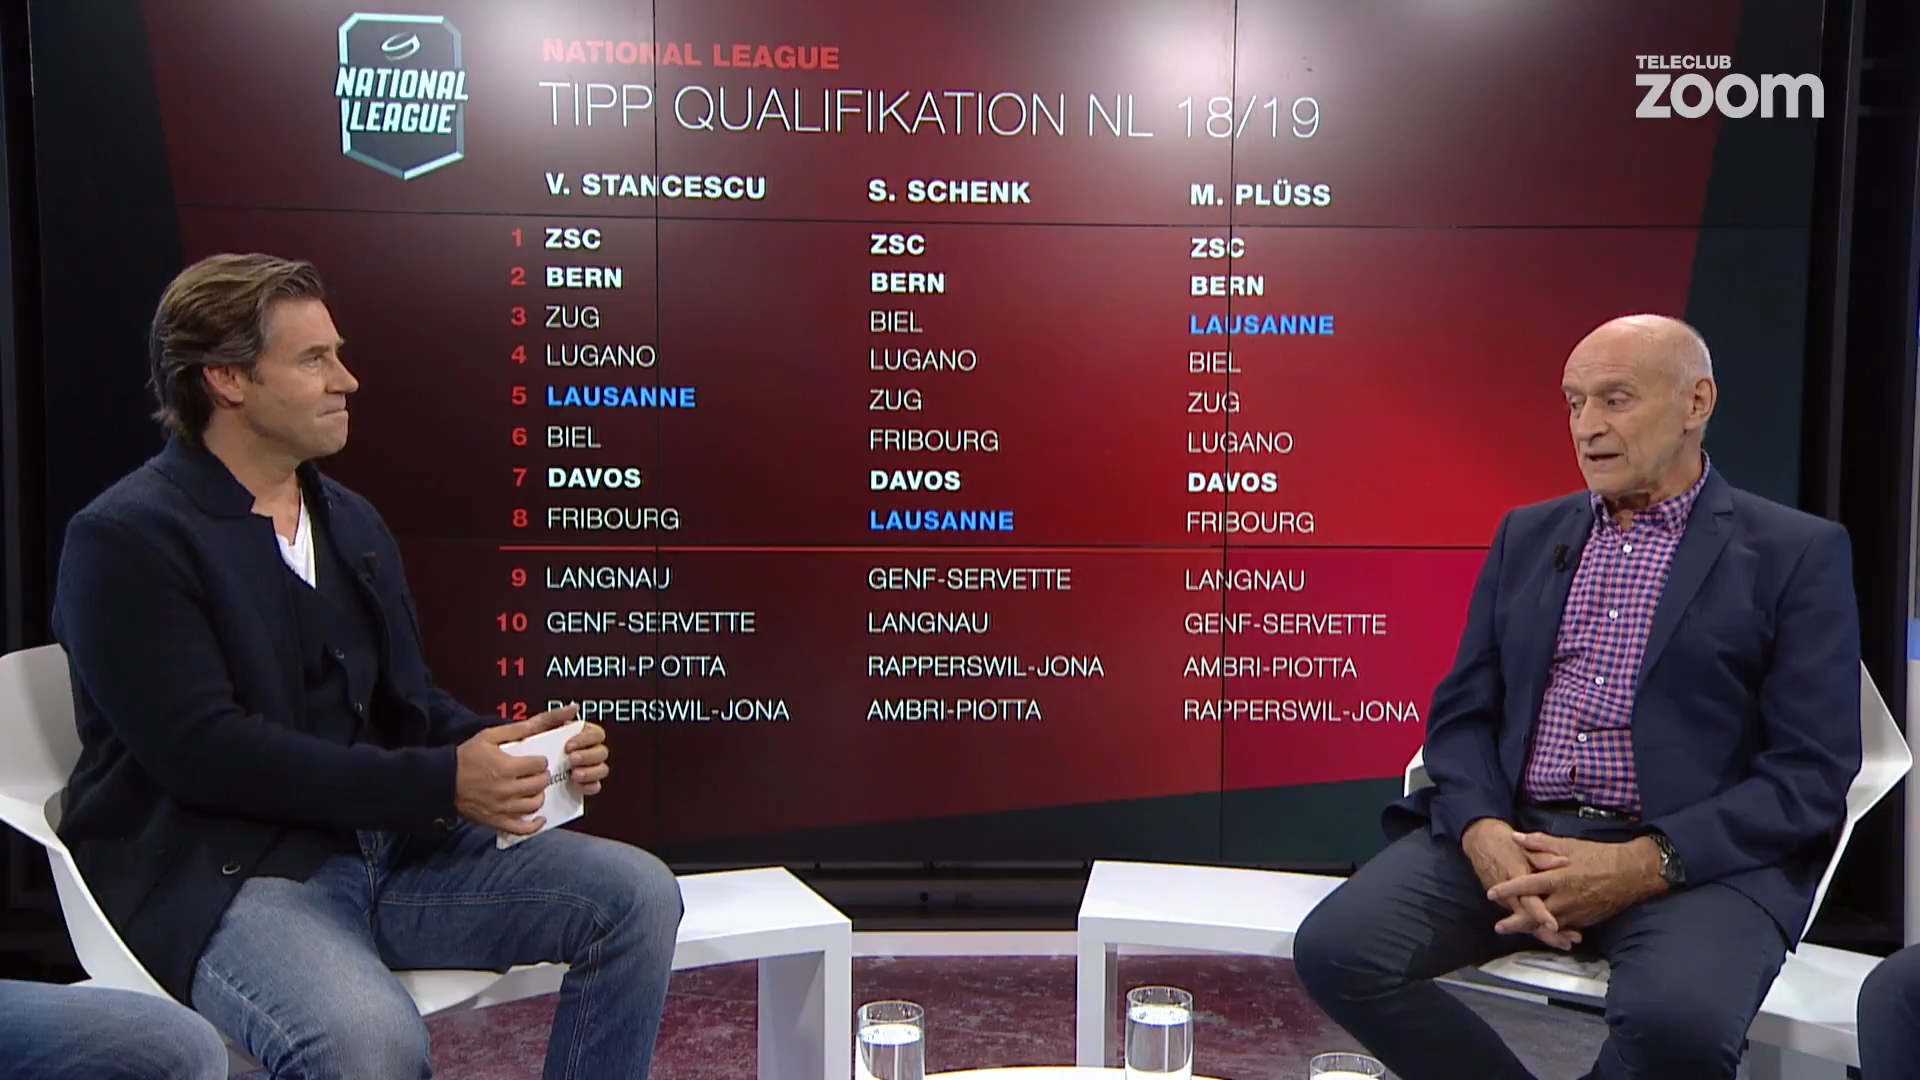 NATIONAL LEAGUE
NATIONAL LEAGUE
TIPP QUALIFIKATION NL 18/19
TELECLUB
zoom
V. STANCESCU S. SCHENK M. PLÜSS
1 ZSC ZSC ZSC
2 BERN BERN BERN
3 ZUG BIEL LAUSANNE
4 LUGANO LUGANO BIEL
5 LAUSANNE ZUG ZUG
6 BIEL FRIBOURG LUGANO
7 DAVOS DAVOS DAVOS
8 FRIBOURG LAUSANNE FRIBOURG
9 LANGNAU GENF-SERVETTE LANGNAU
10 GENF-SERVETTE LANGNAU GENF-SERVETTE
11 AMBRI-PIOTTA RAPPERSWIL-JONA AMBRI-PIOTTA
12 RAPPERSWIL-JONA AMBRI-PIOTTA RAPPERSWIL-JONA